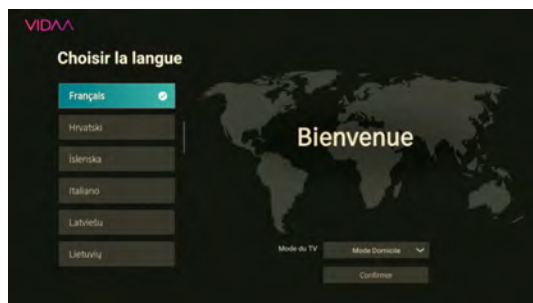 VIDAA
Choisir la langue
Français
Hrvatski
Íslenska
Italiano
Latviešu
Lietuvių
Bienvenue
Mode du TV
Mode Domicile
Confirmer